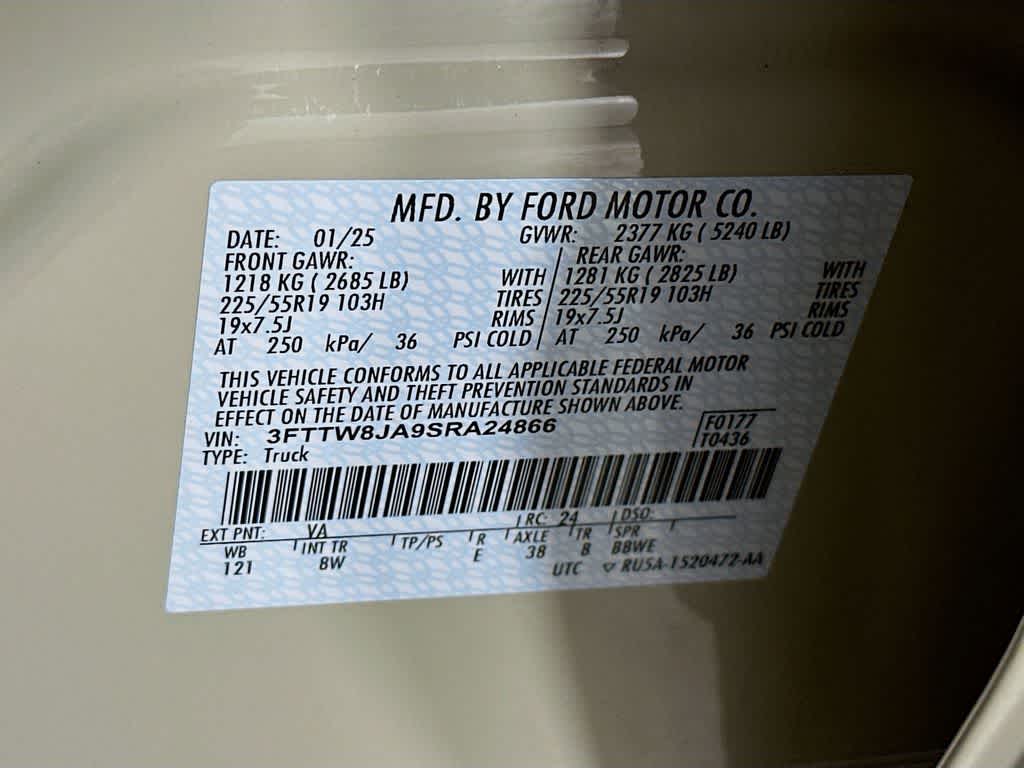 MFD. BY FORD MOTOR CO.
DATE: 01/25 GVWR: 2377 KG ( 5240 LB)
FRONT GAWR: REAR GAWR:
1218 KG ( 2685 LB) WITH 1281 KG ( 2825 LB) WITH
225/55R19 103H TIRES 225/55R19 103H TIRES
19x7.5J RIMS 19x7.5J RIMS
AT 250 kPa/ 36 PSI COLD AT 250 kPa/ 36 PSI COLD
THIS VEHICLE CONFORMS TO ALL APPLICABLE FEDERAL MOTOR
VEHICLE SAFETY AND THEFT PREVENTION STANDARDS IN
EFFECT ON THE DATE OF MANUFACTURE SHOWN ABOVE.
VIN: 3FTTW8JA9SRA24866 F0177
TYPE: Truck T0436
EXT PNT: VA RC: 24 DSO:
WB INT TR TP/PS R AXLE TR SPR
121 8W E 38 8 B8WE
UTC ▽ RU5A-1520472-AA